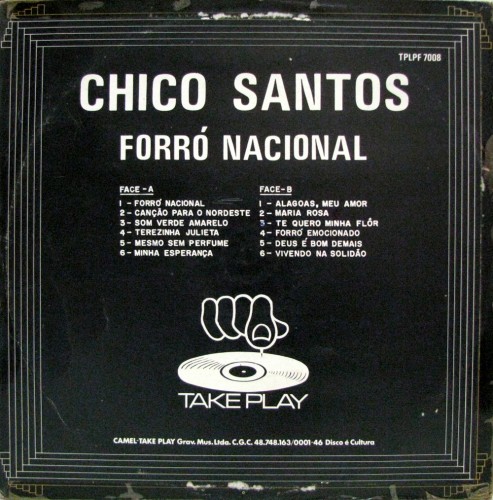 TPLPF 7008
CHICO SANTOS
FORRÓ NACIONAL
FACE-A
1 - FORRÓ NACIONAL
2 - CANÇÃO PARA O NORDESTE
3 - SOM VERDE AMARELO
4 - TEREZINHA JULIETA
5 - MESMO SEM PERFUME
6 - MINHA ESPERANÇA
FACE-B
1 - ALAGOAS, MEU AMOR
2 - MARIA ROSA
3 - TE QUERO MINHA FLÔR
4 - FORRÓ EMOCIONADO
5 - DEUS É BOM DEMAIS
6 - VIVENDO NA SOLIDÃO
TAKE PLAY
CAMEL-TAKE PLAY Grav. Mus. Ltda. C.G.C. 48.748.163/0001-46 Disco é Cultura